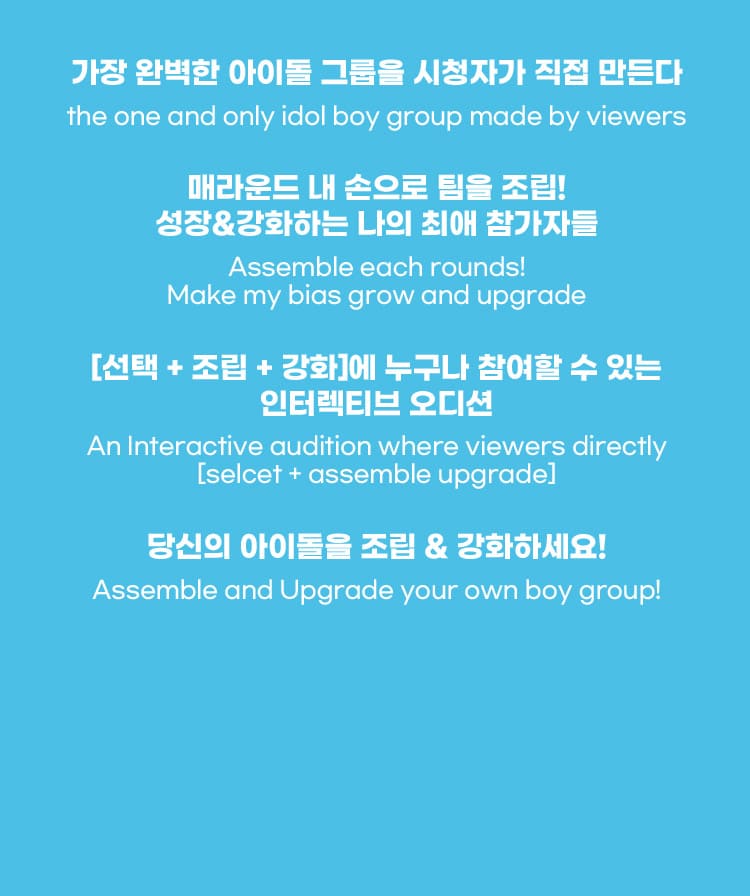 가장 완벽한 아이돌 그룹을 시청자가 직접 만든다
the one and only idol boy group made by viewers
매라운드 내 손으로 팀을 조립!
성장&강화하는 나의 최애 참가자들
Assemble each rounds!
Make my bias grow and upgrade
[선택 + 조립 + 강화]에 누구나 참여할 수 있는
인터렉티브 오디션
An Interactive audition where viewers directly
[selcet + assemble upgrade]
당신의 아이돌을 조립 & 강화하세요!
Assemble and Upgrade your own boy group!